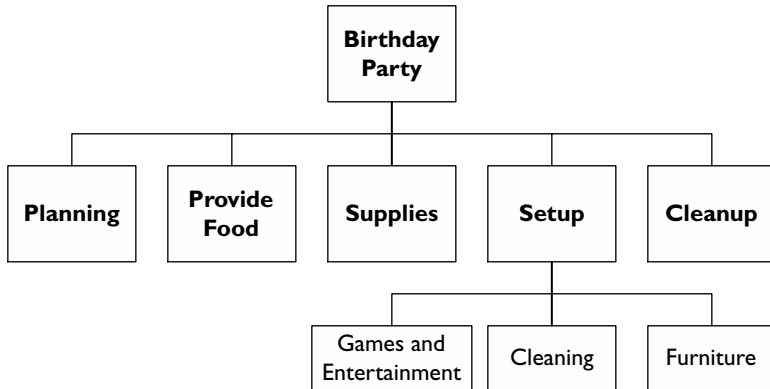 Birthday
Party
Planning
Provide
Food
Supplies
Setup
Cleanup
Games and
Entertainment
Cleaning
Furniture